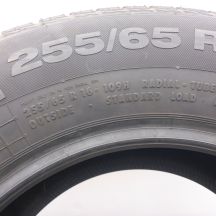 255/65 R
255/65 R 16 109H RADIAL TUBE
OUTSIDE STANDARD LOAD